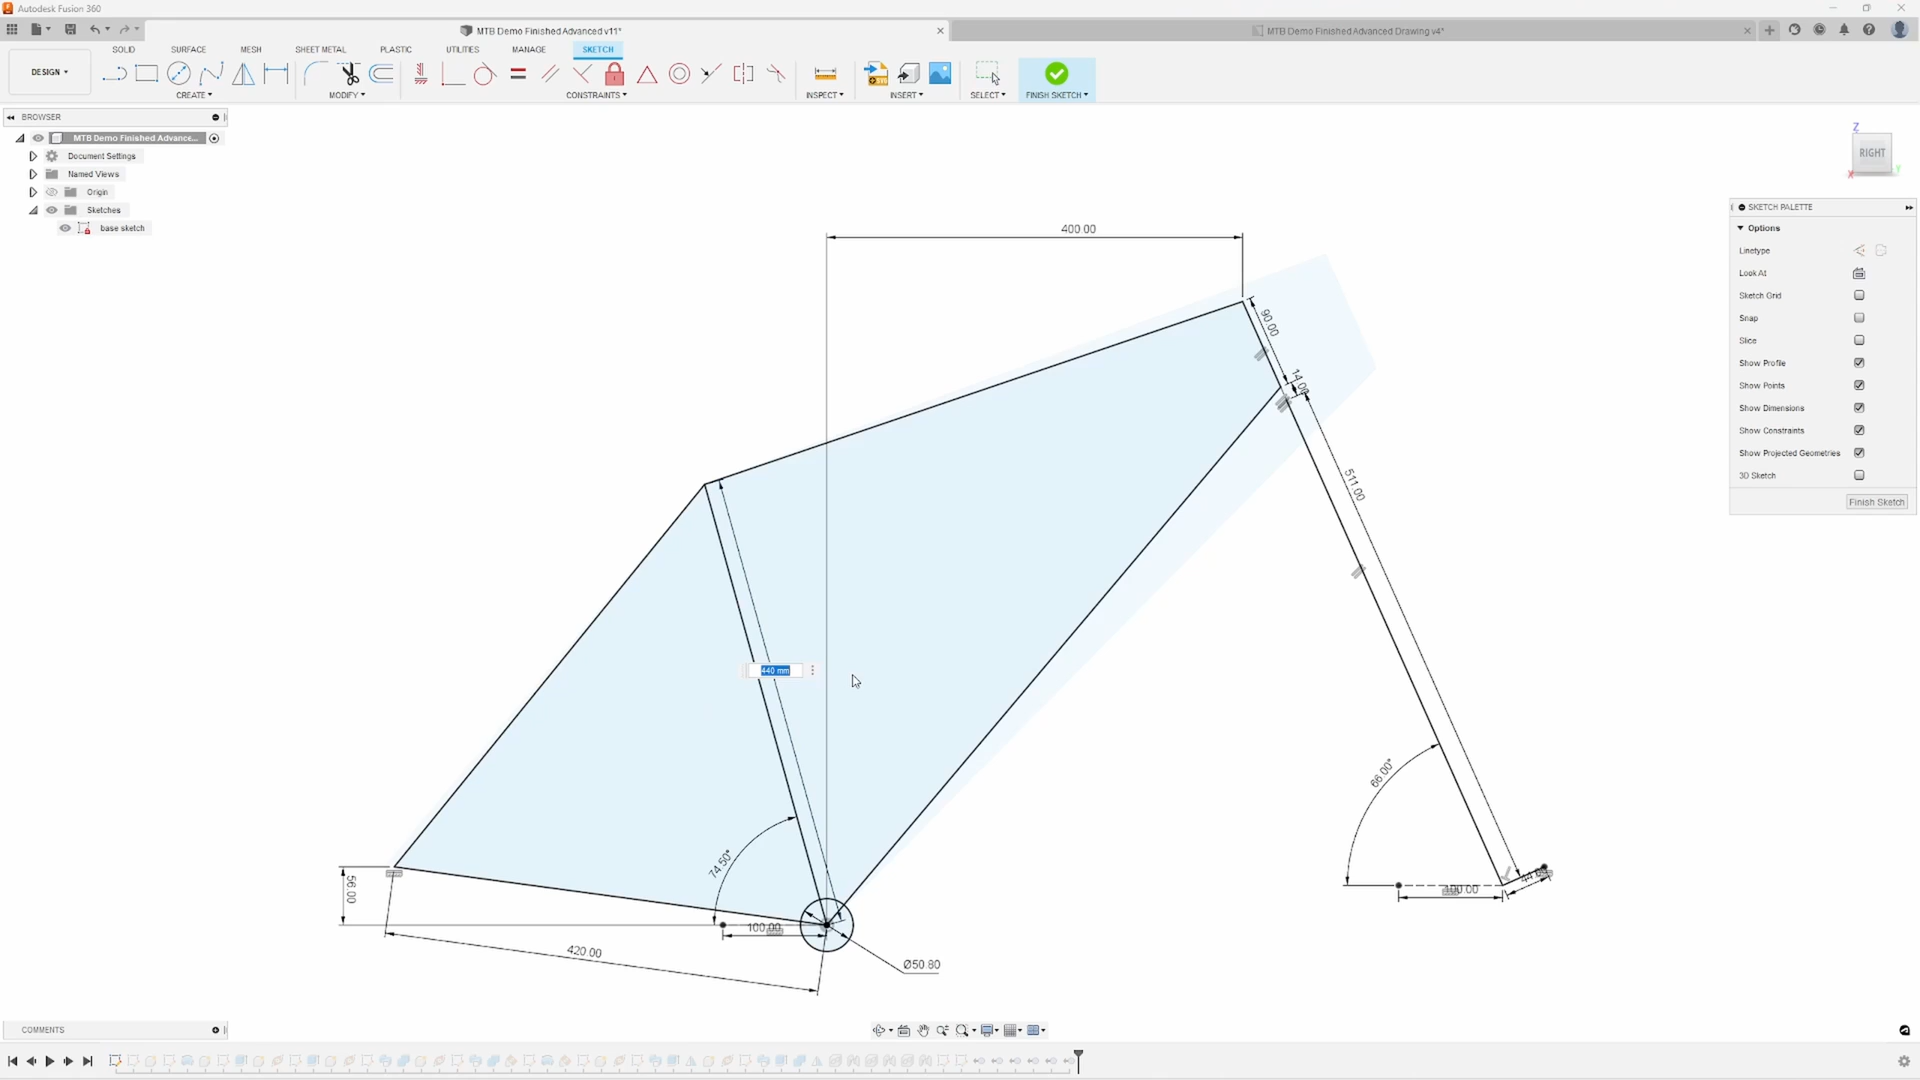 Autodesk Fusion 360
MTB Demo Finished Advanced v11*
MTB Demo Finished Advanced Drawing v4*
DESIGN
SOLID
SURFACE
MESH
SHEET METAL
PLASTIC
UTILITIES
MANAGE
SKETCH
CREATE
MODIFY
CONSTRAINTS
INSPECT
INSERT
SELECT
FINISH SKETCH
BROWSER
MTB Demo Finished Advance...
Document Settings
Named Views
Origin
Sketches
base sketch
Z
RIGHT
X
Y
SKETCH PALETTE
Options
Linetype
Look At
Sketch Grid
Snap
Slice
Show Profile
Show Points
Show Dimensions
Show Constraints
Show Projected Geometries
3D Sketch
Finish Sketch
400.00
90.00
14.00
511.00
440 mm
66.00°
74.50°
56.00
100.00
100.00
420.00
Ø50.80
COMMENTS